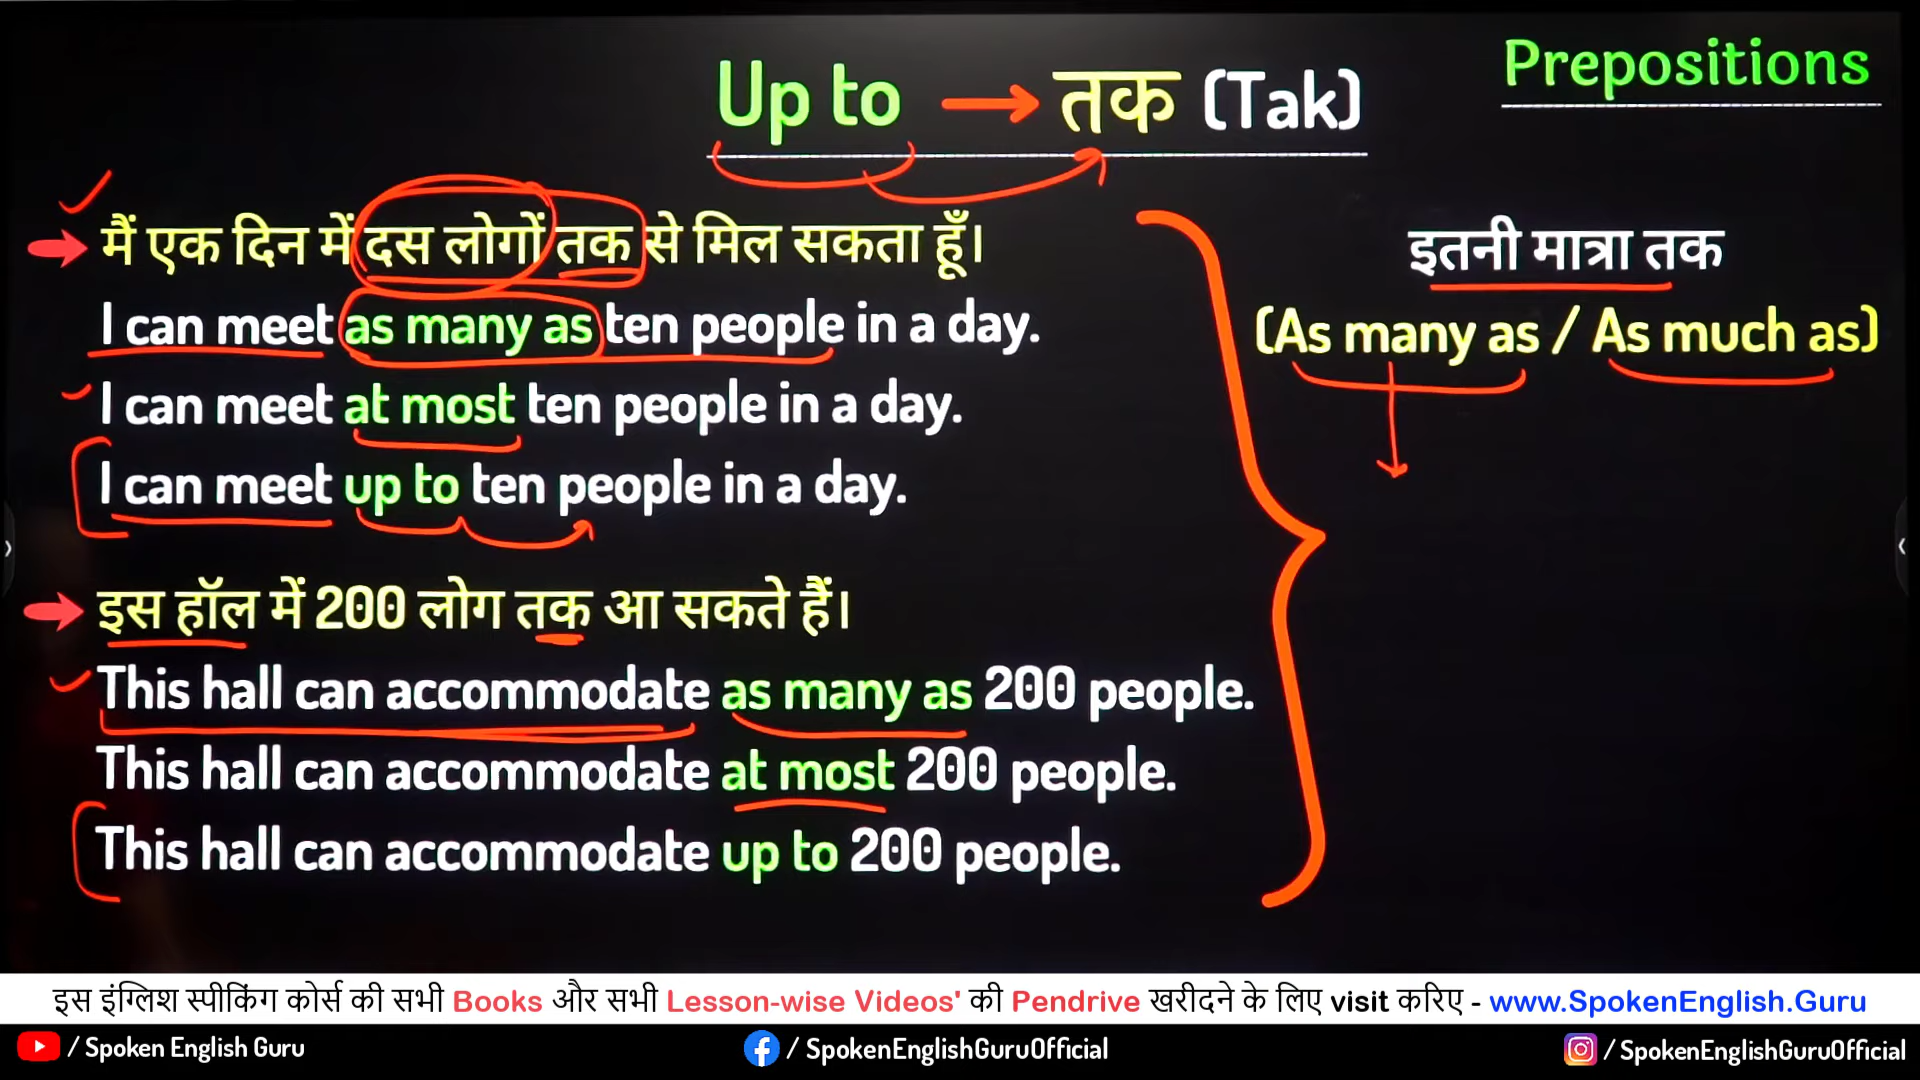 Prepositions
Up to → तक (Tak)
मैं एक दिन में दस लोगों तक से मिल सकता हूँ।
I can meet as many as ten people in a day.
I can meet at most ten people in a day.
I can meet up to ten people in a day.
इस हॉल में 200 लोग तक आ सकते हैं।
This hall can accommodate as many as 200 people.
This hall can accommodate at most 200 people.
This hall can accommodate up to 200 people.
इतनी मात्रा तक
(As many as / As much as)
इस इंग्लिश स्पीकिंग कोर्स की सभी Books और सभी Lesson-wise Videos' की Pendrive खरीदने के लिए visit करिए - www.SpokenEnglish.Guru
/ Spoken English Guru
/ SpokenEnglishGuruOfficial
/ SpokenEnglishGuruOfficial